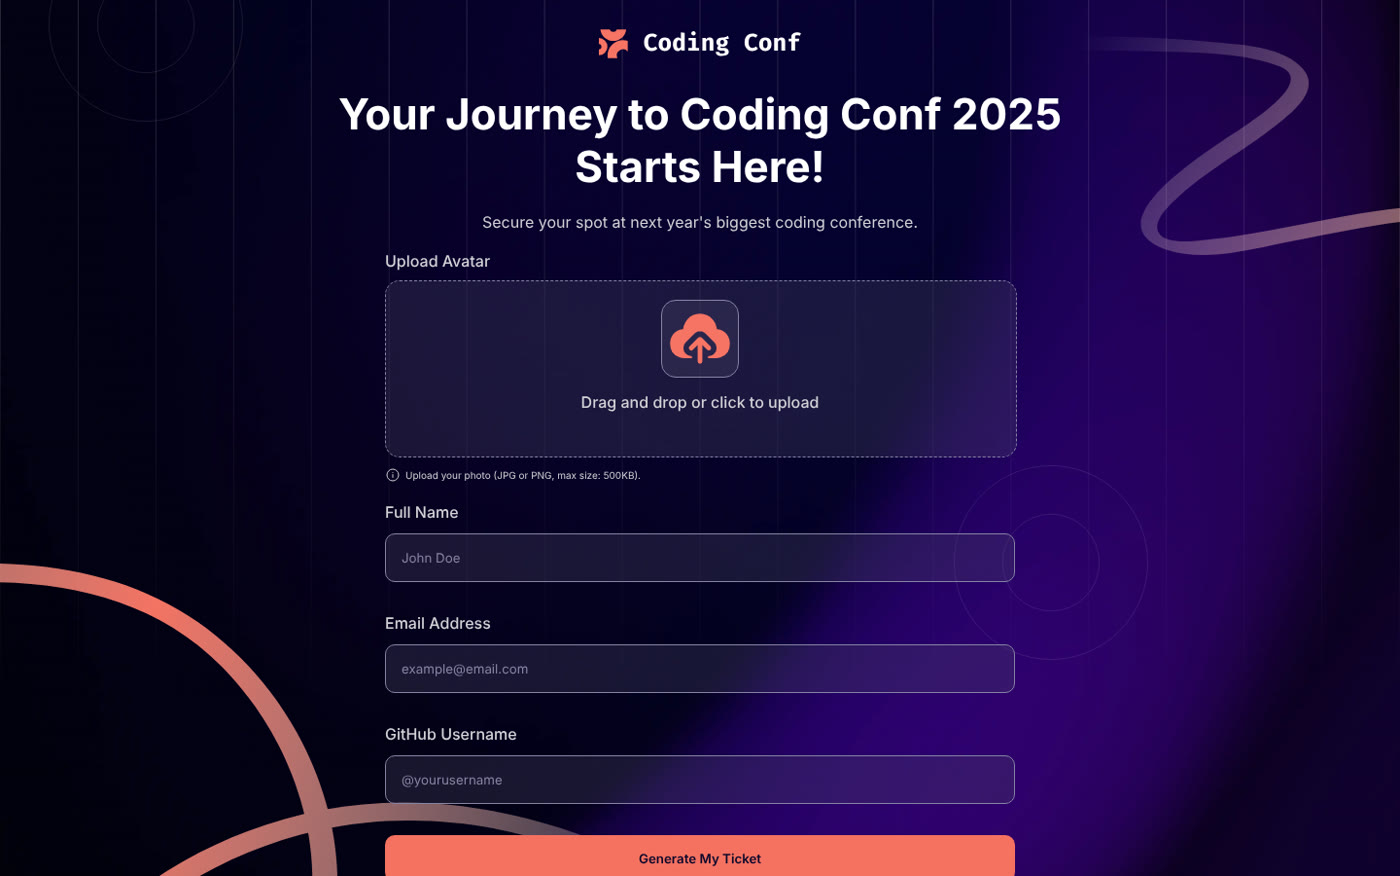 Coding Conf
Your Journey to Coding Conf 2025
Starts Here!
Secure your spot at next year's biggest coding conference.
Upload Avatar
Drag and drop or click to upload
Upload your photo (JPG or PNG, max size: 500KB).
Full Name
John Doe
Email Address
example@email.com
GitHub Username
@yourusername
Generate My Ticket